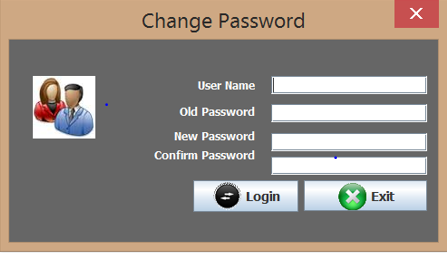 Change Password
User Name
Old Password
New Password
Confirm Password
Login Exit